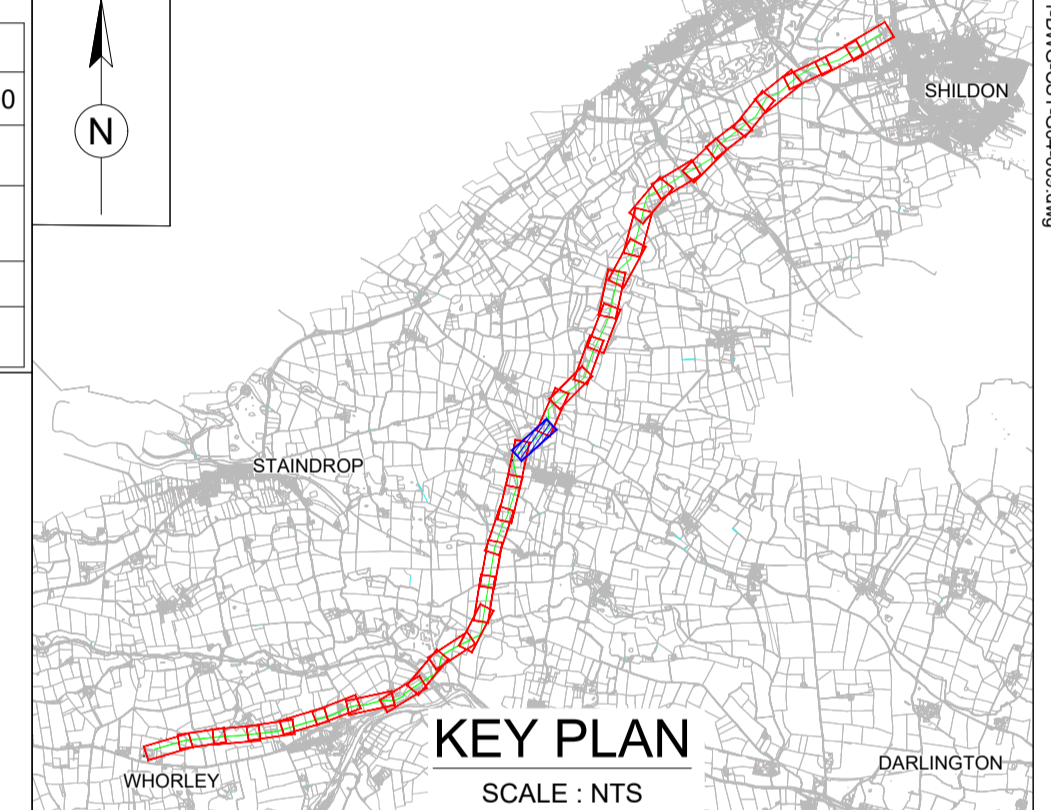 0
N
SHILDON
STAINDROP
WHORLEY
KEY PLAN
SCALE : NTS
DARLINGTON